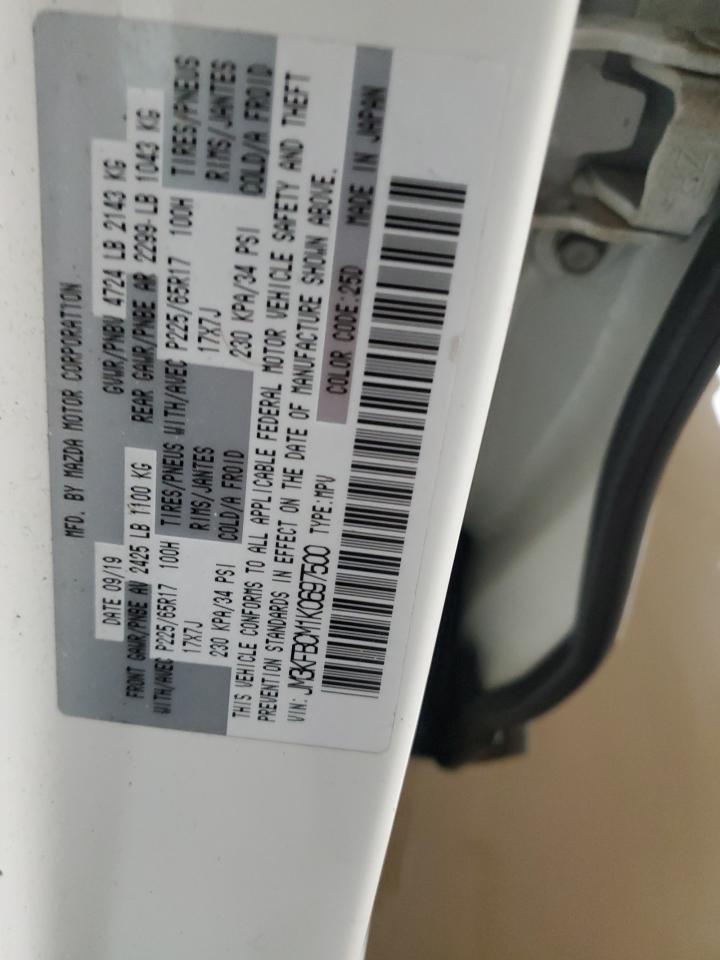 MFD. BY MAZDA MOTOR CORPORATION
DATE 09/19 GVWR/PNBV 4724 LB 2143 KG
FRONT GAWR/PNBE AV 2425 LB 1100 KG REAR GAWR/PNBE AR 2299 LB 1043 KG
WITH/AVEC P225/65R17 100H TIRES/PNEUS WITH/AVEC P225/65R17 100H TIRES/PNEUS
17X7J RIMS/JANTES 17X7J RIMS/JANTES
230 KPA/34 PSI COLD/A FROID 230 KPA/34 PSI COLD/A FROID
THIS VEHICLE CONFORMS TO ALL APPLICABLE FEDERAL MOTOR VEHICLE SAFETY AND THEFT
PREVENTION STANDARDS IN EFFECT ON THE DATE OF MANUFACTURE SHOWN ABOVE.
VIN: JM3KFBCM1K0697500 TYPE:MPV COLOR CODE:25D MADE IN JAPAN